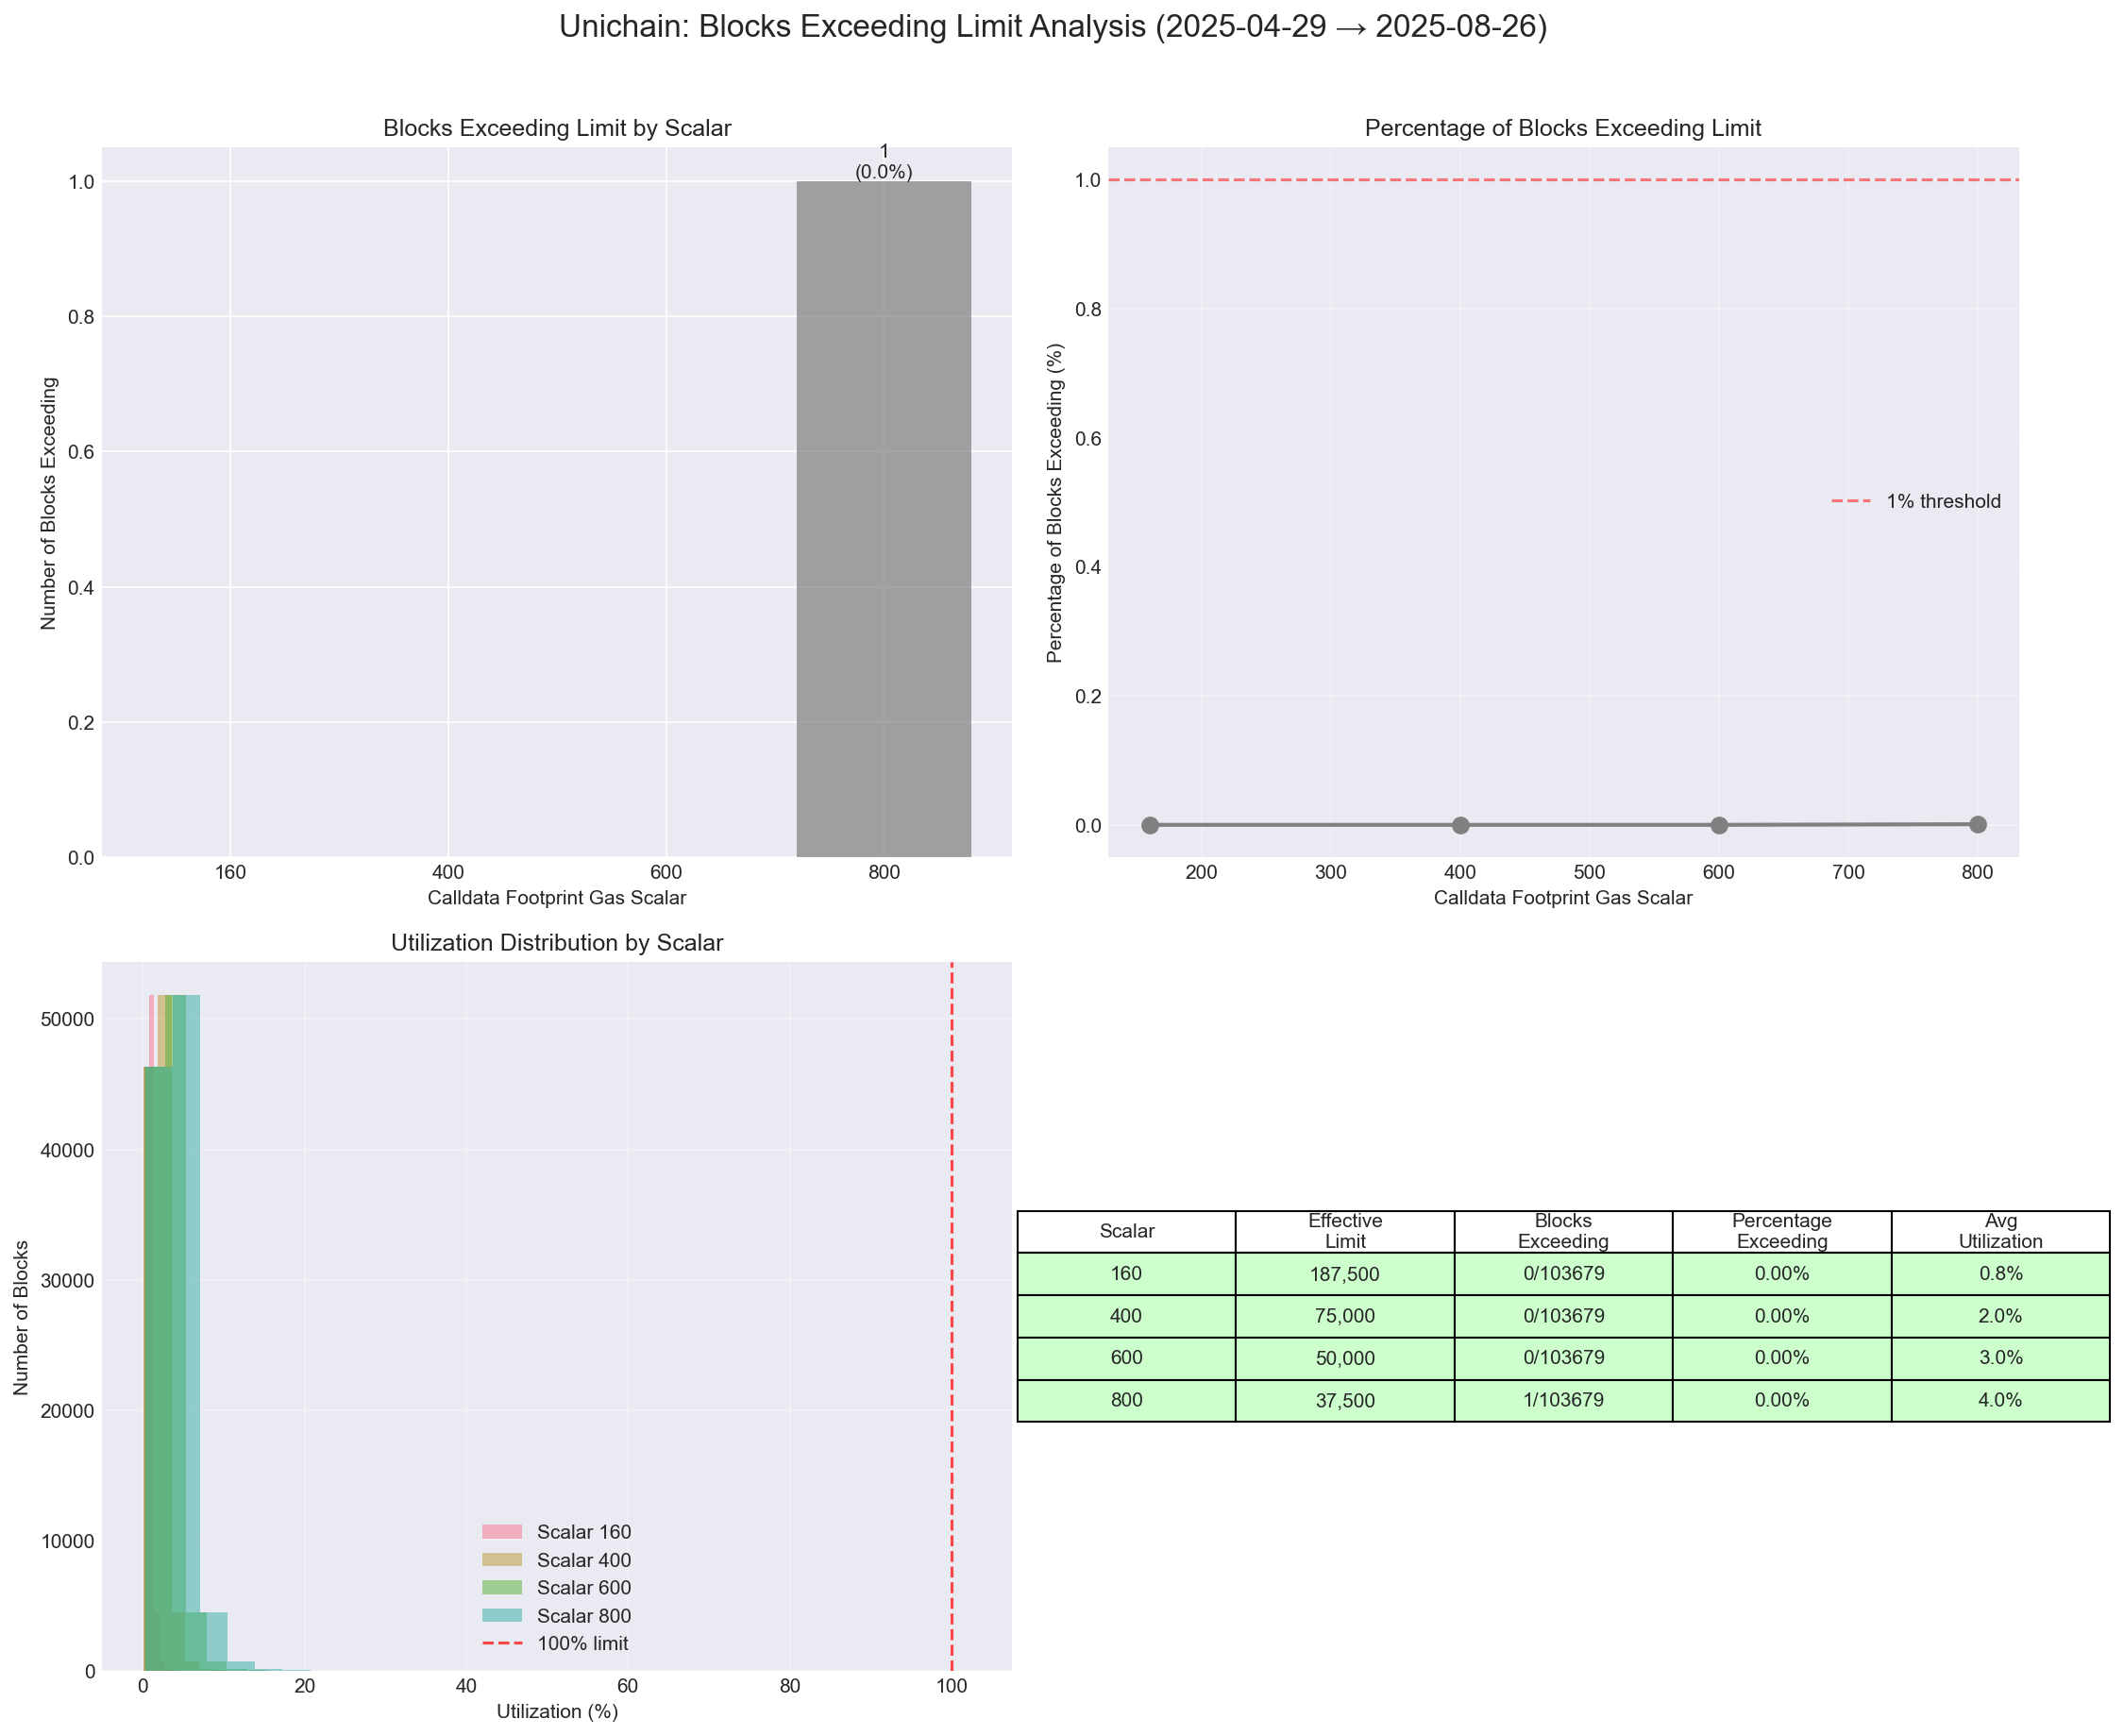 Unichain: Blocks Exceeding Limit Analysis (2025-04-29 → 2025-08-26)
Blocks Exceeding Limit by Scalar
1
(0.0%)
1.0
0.8
0.6
0.4
0.2
0.0
Number of Blocks Exceeding
160 400 600 800
Calldata Footprint Gas Scalar
Percentage of Blocks Exceeding Limit
1.0
0.8
0.6
0.4
0.2
0.0
Percentage of Blocks Exceeding (%)
1% threshold
200 300 400 500 600 700 800
Calldata Footprint Gas Scalar
Utilization Distribution by Scalar
50000
40000
30000
20000
10000
0
Number of Blocks
Scalar 160
Scalar 400
Scalar 600
Scalar 800
100% limit
0 20 40 60 80 100
Utilization (%)
Scalar Effective Limit Blocks Exceeding Percentage Exceeding Avg Utilization
160 187,500 0/103679 0.00% 0.8%
400 75,000 0/103679 0.00% 2.0%
600 50,000 0/103679 0.00% 3.0%
800 37,500 1/103679 0.00% 4.0%